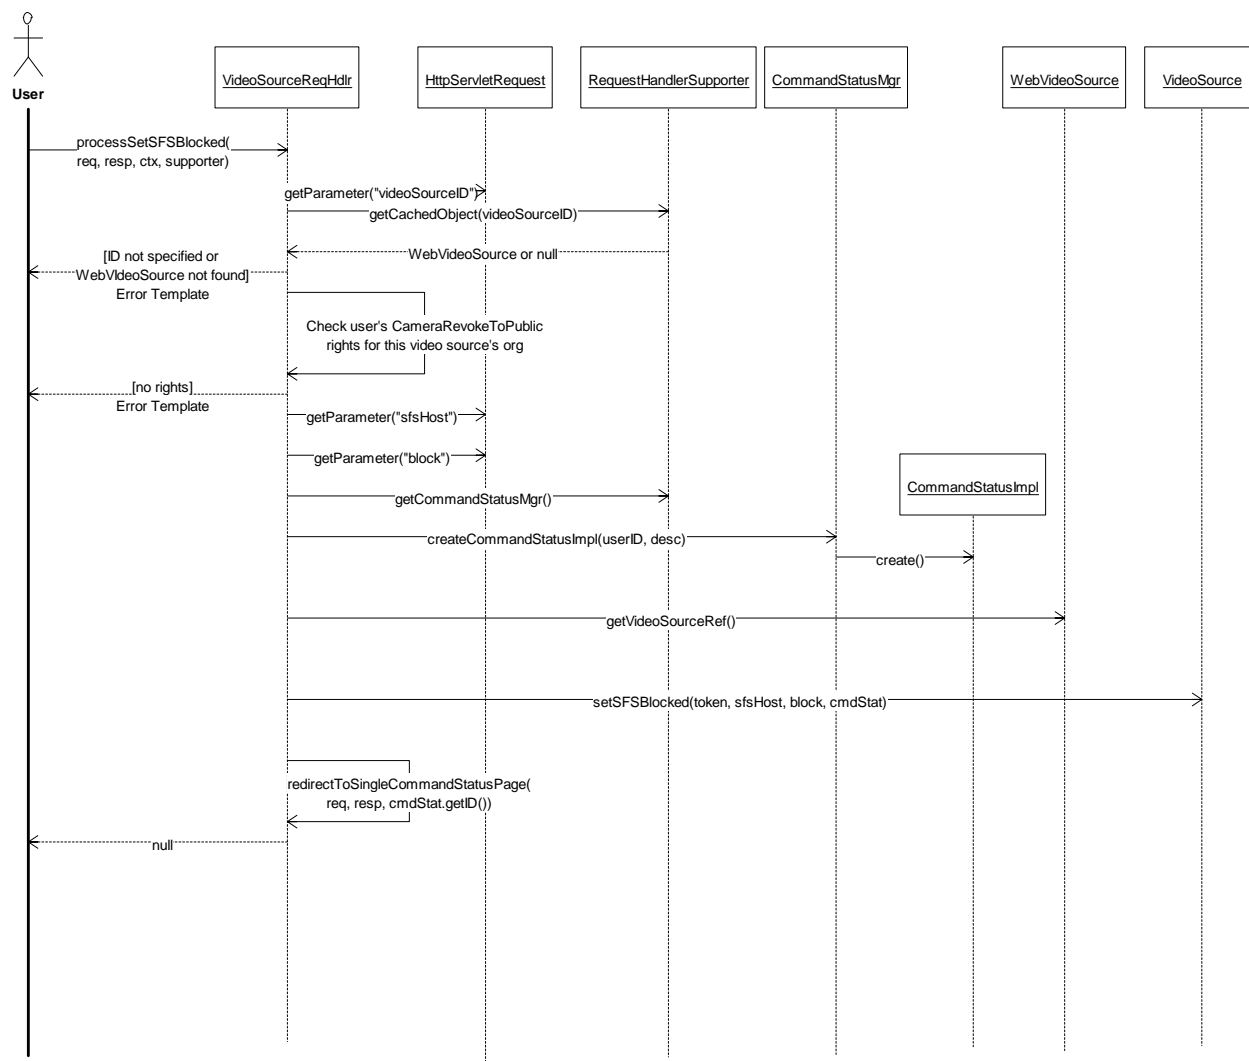 User
VideoSourceReqHdlr
HttpServletRequest
RequestHandlerSupporter
CommandStatusMgr
WebVideoSource
VideoSource
processSetSFSBlocked(
req, resp, ctx, supporter)
getParameter("videoSourceID")
getCachedObject(videoSourceID)
WebVideoSource or null
[ID not specified or
WebVIdeoSource not found]
Error Template
Check user's CameraRevokeToPublic
rights for this video source's org
[no rights]
Error Template
getParameter("sfsHost")
getParameter("block")
CommandStatusImpl
getCommandStatusMgr()
createCommandStatusImpl(userID, desc)
create()
getVideoSourceRef()
setSFSBlocked(token, sfsHost, block, cmdStat)
redirectToSingleCommandStatusPage(
req, resp, cmdStat.getID())
null